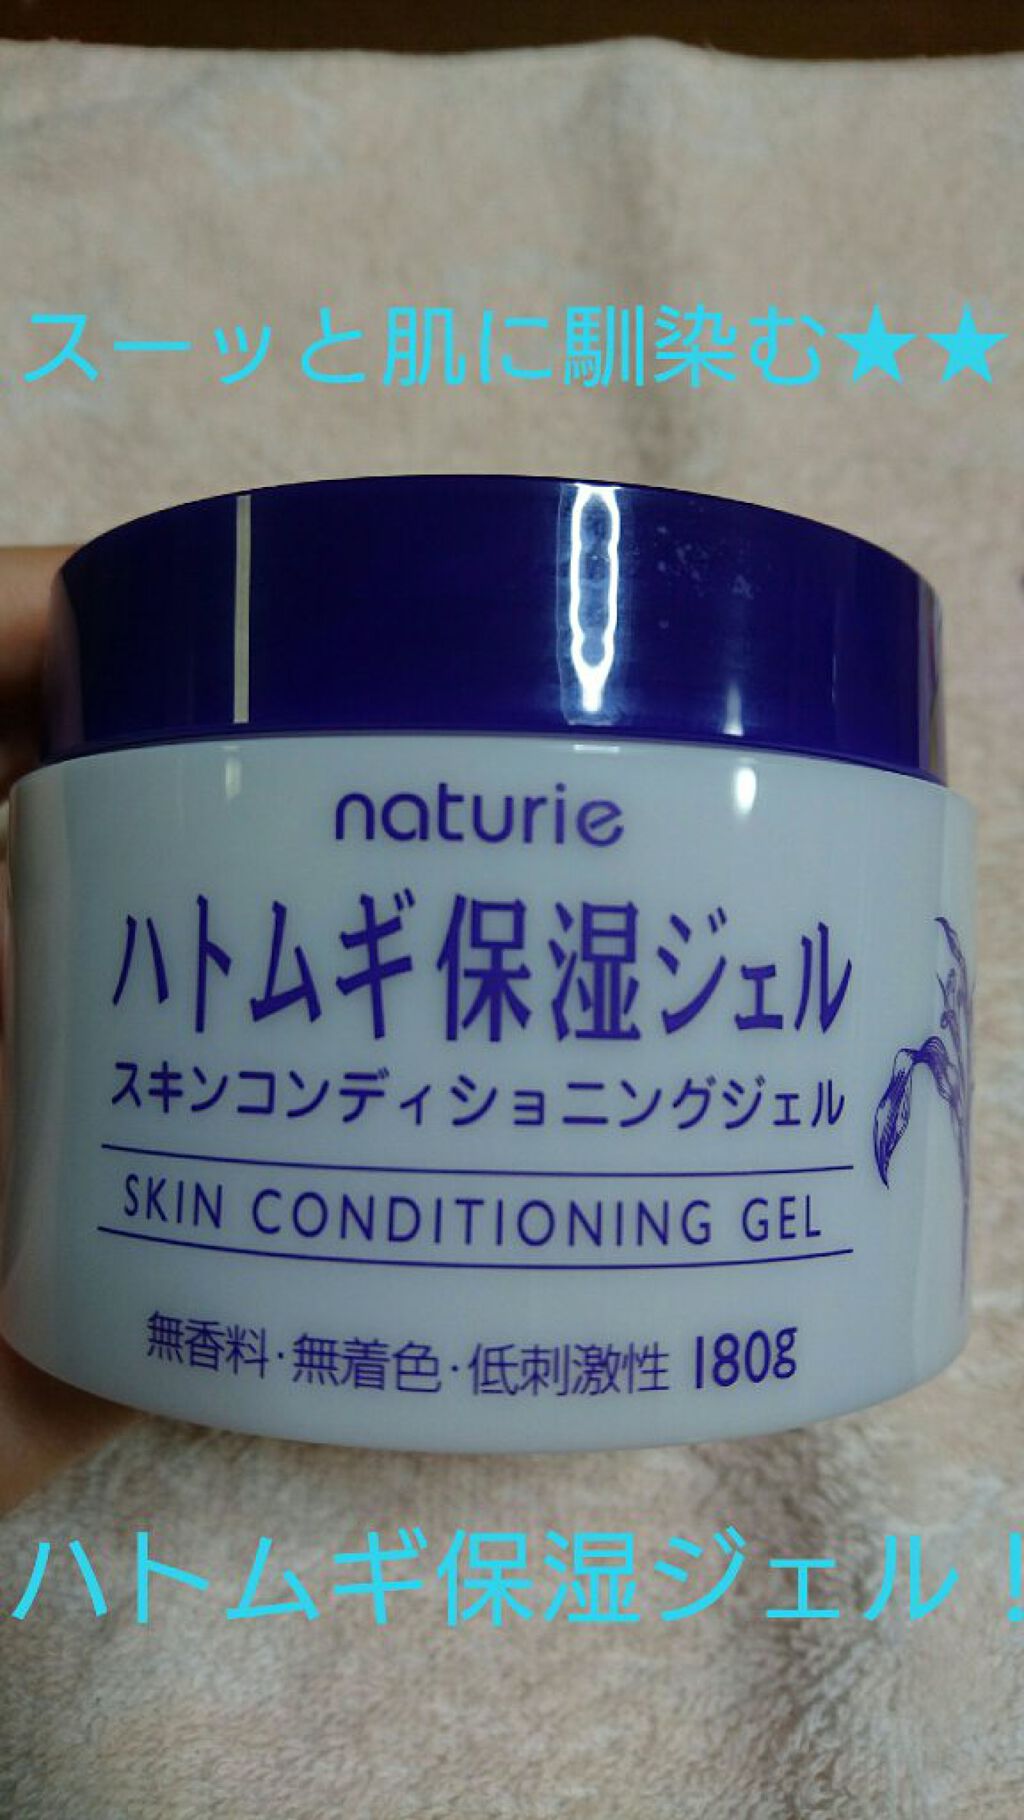 スーッと肌に馴染む★★
naturie
ハトムギ保湿ジェル
スキンコンディショニングジェル
SKIN CONDITIONING GEL
無香料・無着色・低刺激性 180g
ハトムギ保湿ジェル！